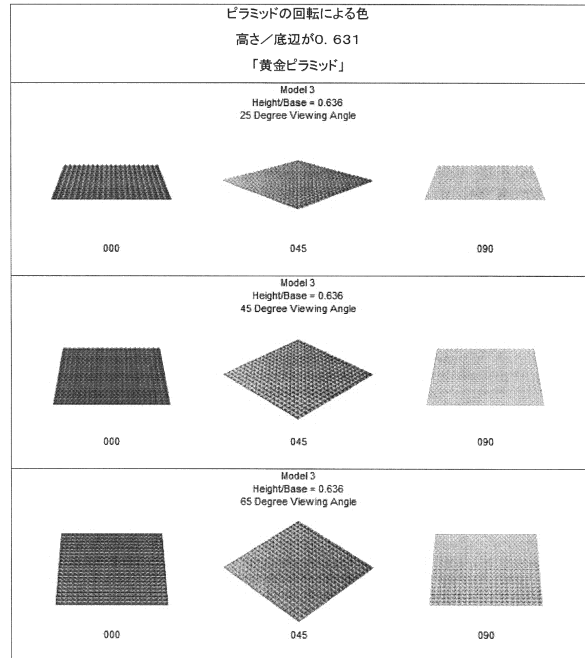 ピラミッドの回転による色
高さ／底辺が0．631
「黄金ピラミッド」
Model 3
Height/Base = 0.636
25 Degree Viewing Angle
000 045 090
Model 3
Height/Base = 0.636
45 Degree Viewing Angle
000 045 090
Model 3
Height/Base = 0.636
65 Degree Viewing Angle
000 045 090